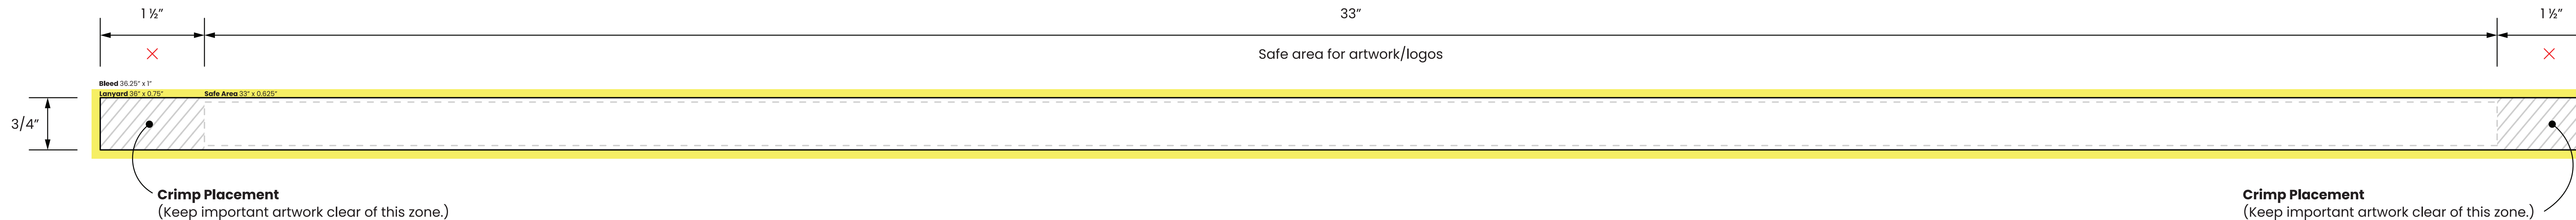 1 ½” 33” 1 ½”
Safe area for artwork/logos
Bleed 36.25” x 1”
Lanyard 36” x 0.75” Safe Area 33” x 0.625”
3/4”
Crimp Placement
(Keep important artwork clear of this zone.)
Crimp Placement
(Keep important artwork clear of this zone.)